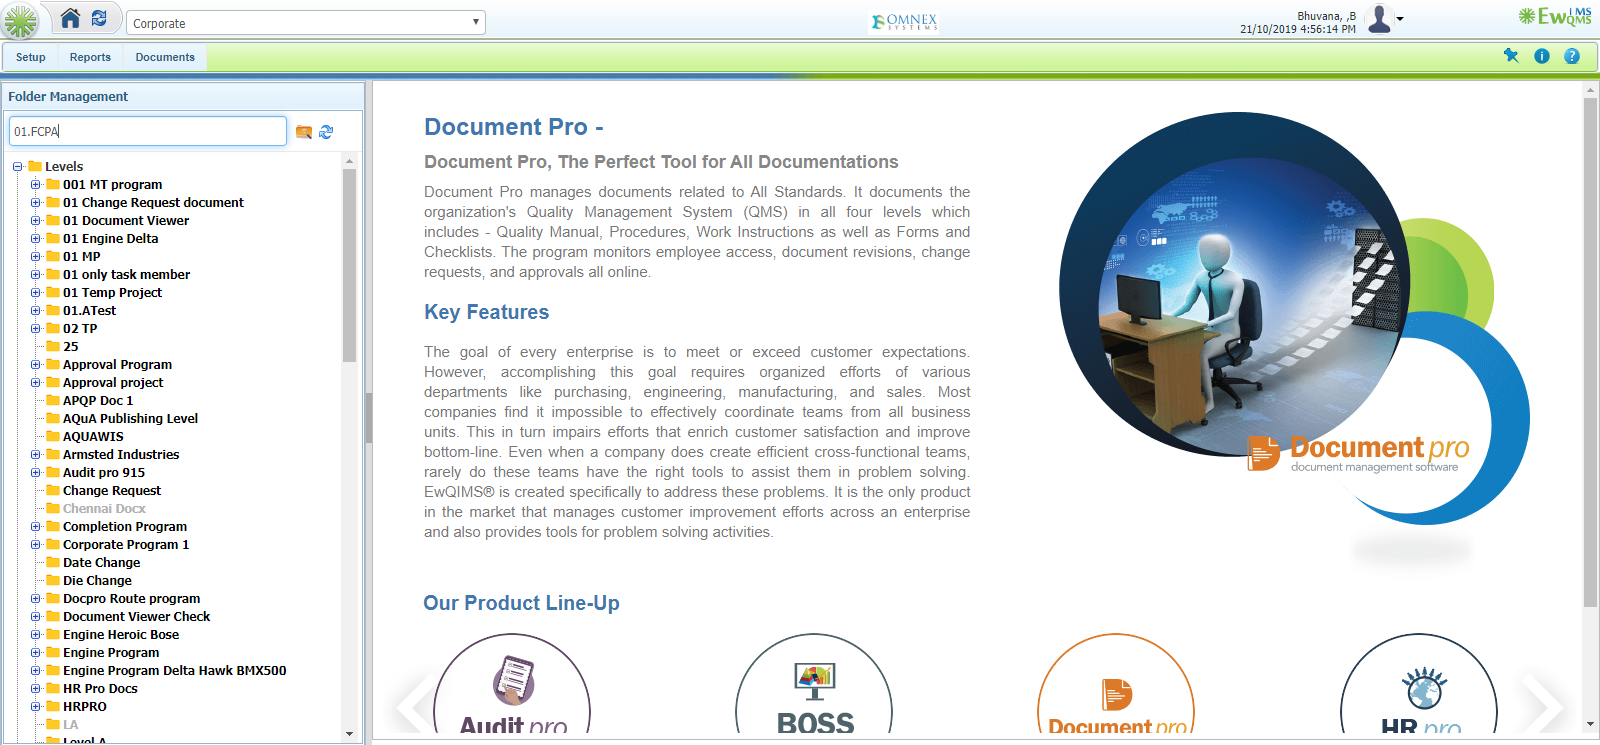 Corporate
OMNEX
SYSTEMS
Bhuvana, ,B
21/10/2019 4:56:14 PM
EwQIMS
QMS
Setup
Reports
Documents
Folder Management
01.FCPA
Levels
001 MT program
01 Change Request document
01 Document Viewer
01 Engine Delta
01 MP
01 only task member
01 Temp Project
01.ATest
02 TP
25
Approval Program
Approval project
APQP Doc 1
AQuA Publishing Level
AQUAWIS
Armsted Industries
Audit pro 915
Change Request
Chennai Docx
Completion Program
Corporate Program 1
Date Change
Die Change
Docpro Route program
Document Viewer Check
Engine Heroic Bose
Engine Program
Engine Program Delta Hawk BMX500
HR Pro Docs
HRPRO
LA
Level A
Document Pro -
Document Pro, The Perfect Tool for All Documentations
Document Pro manages documents related to All Standards. It documents the
organization's Quality Management System (QMS) in all four levels which
includes - Quality Manual, Procedures, Work Instructions as well as Forms and
Checklists. The program monitors employee access, document revisions, change
requests, and approvals all online.
Key Features
The goal of every enterprise is to meet or exceed customer expectations.
However, accomplishing this goal requires organized efforts of various
departments like purchasing, engineering, manufacturing, and sales. Most
companies find it impossible to effectively coordinate teams from all business
units. This in turn impairs efforts that enrich customer satisfaction and improve
bottom-line. Even when a company does create efficient cross-functional teams,
rarely do these teams have the right tools to assist them in problem solving.
EwQIMS® is created specifically to address these problems. It is the only product
in the market that manages customer improvement efforts across an enterprise
and also provides tools for problem solving activities.
Document pro
document management software
Our Product Line-Up
Audit pro
BOSS
Document pro
HR pro